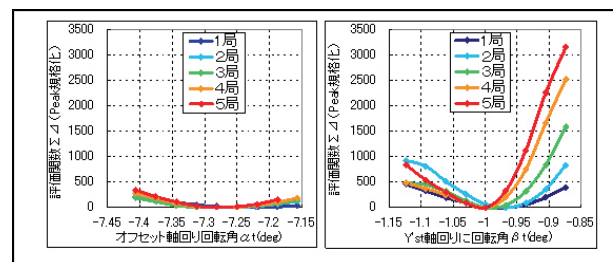 評価関数Σ⊿ (Peak規格化)
3500
3000
2500
2000
1500
1000
500
0
1局
2局
3局
4局
5局
-7.45 -7.4 -7.35 -7.3 -7.25 -7.2 -7.15
オフセット軸回り回転角αt(deg)
評価関数Σ⊿ (Peak規格化)
3500
3000
2500
2000
1500
1000
500
0
1局
2局
3局
4局
5局
-1.15 -1.1 -1.05 -1 -0.95 -0.9 -0.85
Y'st軸回りに回転角βt(deg)